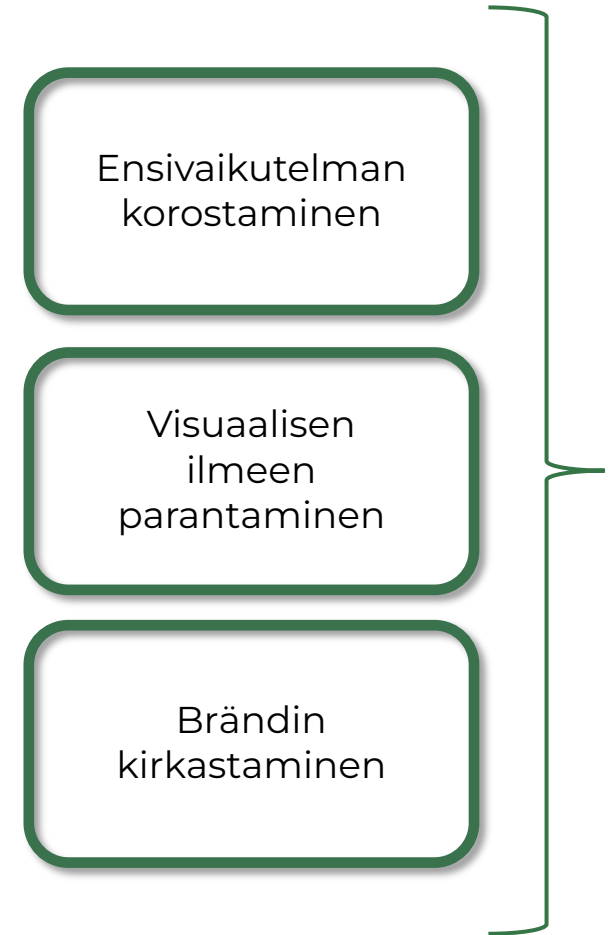 Ensivaikutelman
korostaminen
Visuaalisen
ilmeen
parantaminen
Brändin
kirkastaminen